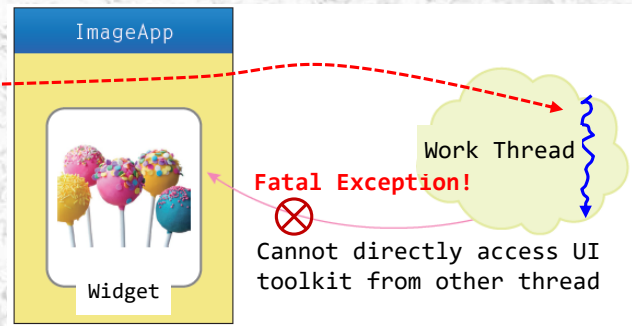 ImageApp
Work Thread
Fatal Exception!
Cannot directly access UI
toolkit from other thread
Widget